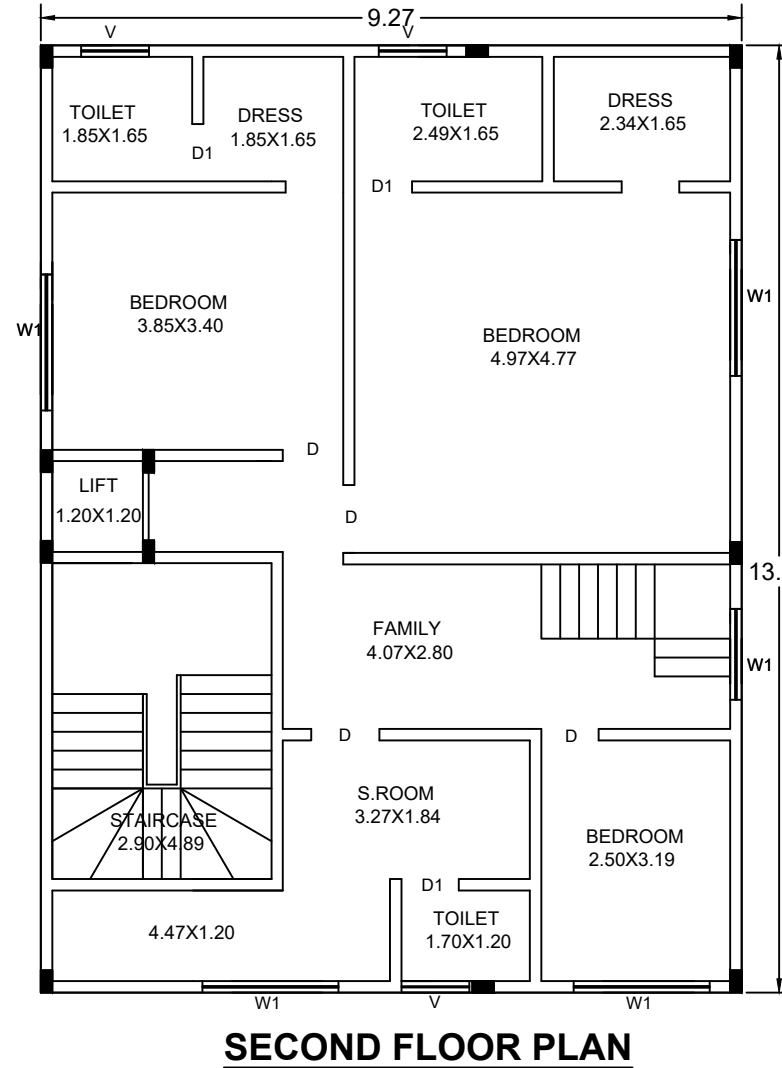 9.27
V
V
TOILET
1.85X1.65
DRESS
1.85X1.65
TOILET
2.49X1.65
DRESS
2.34X1.65
D1
D1
BEDROOM
3.85X3.40
W1
W1
BEDROOM
4.97X4.77
D
LIFT
1.20X1.20
D
13.
FAMILY
4.07X2.80
W1
D
D
S.ROOM
3.27X1.84
STAIRCASE
2.90X4.89
BEDROOM
2.50X3.19
D1
TOILET
1.70X1.20
4.47X1.20
W1
V
W1
SECOND FLOOR PLAN